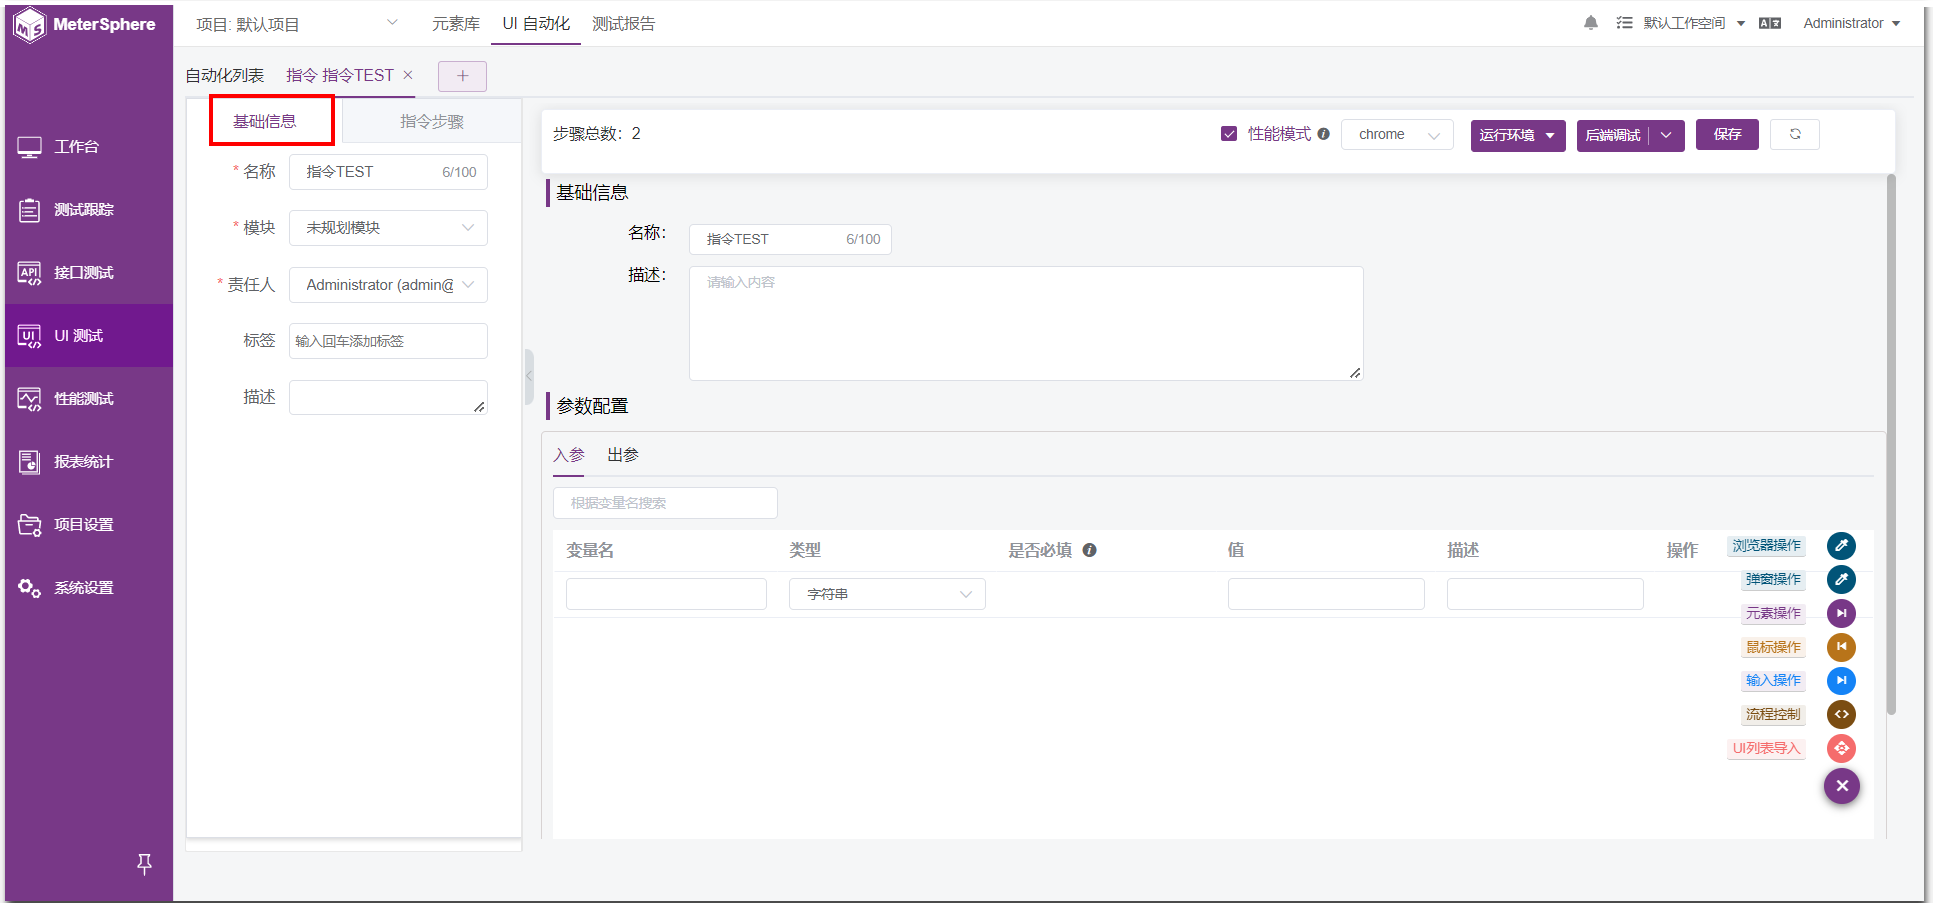 MeterSphere
项目: 默认项目
元素库
UI 自动化
测试报告
默认工作空间
Administrator
自动化列表
指令 指令TEST
基础信息
指令步骤
* 名称
指令TEST
6/100
* 模块
未规划模块
* 责任人
Administrator (admin@
标签
输入回车添加标签
描述
工作台
测试跟踪
接口测试
UI 测试
性能测试
报表统计
项目设置
系统设置
步骤总数：2
性能模式
chrome
运行环境
后端调试
保存
基础信息
名称：
指令TEST
6/100
描述：
请输入内容
参数配置
入参
出参
根据变量名搜索
变量名
类型
是否必填
值
描述
操作
字符串
浏览器操作
弹窗操作
元素操作
鼠标操作
输入操作
流程控制
UI列表导入